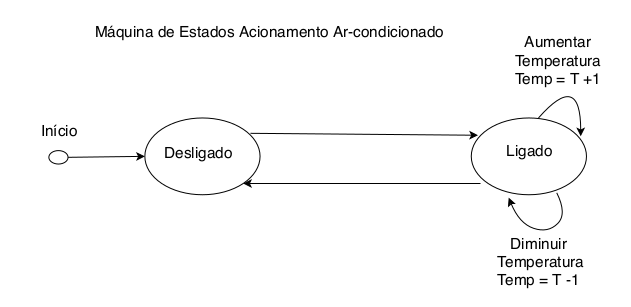 Máquina de Estados Acionamento Ar-condicionado
Aumentar
Temperatura
Temp = T +1
Início
Desligado
Ligado
Diminuir
Temperatura
Temp = T -1